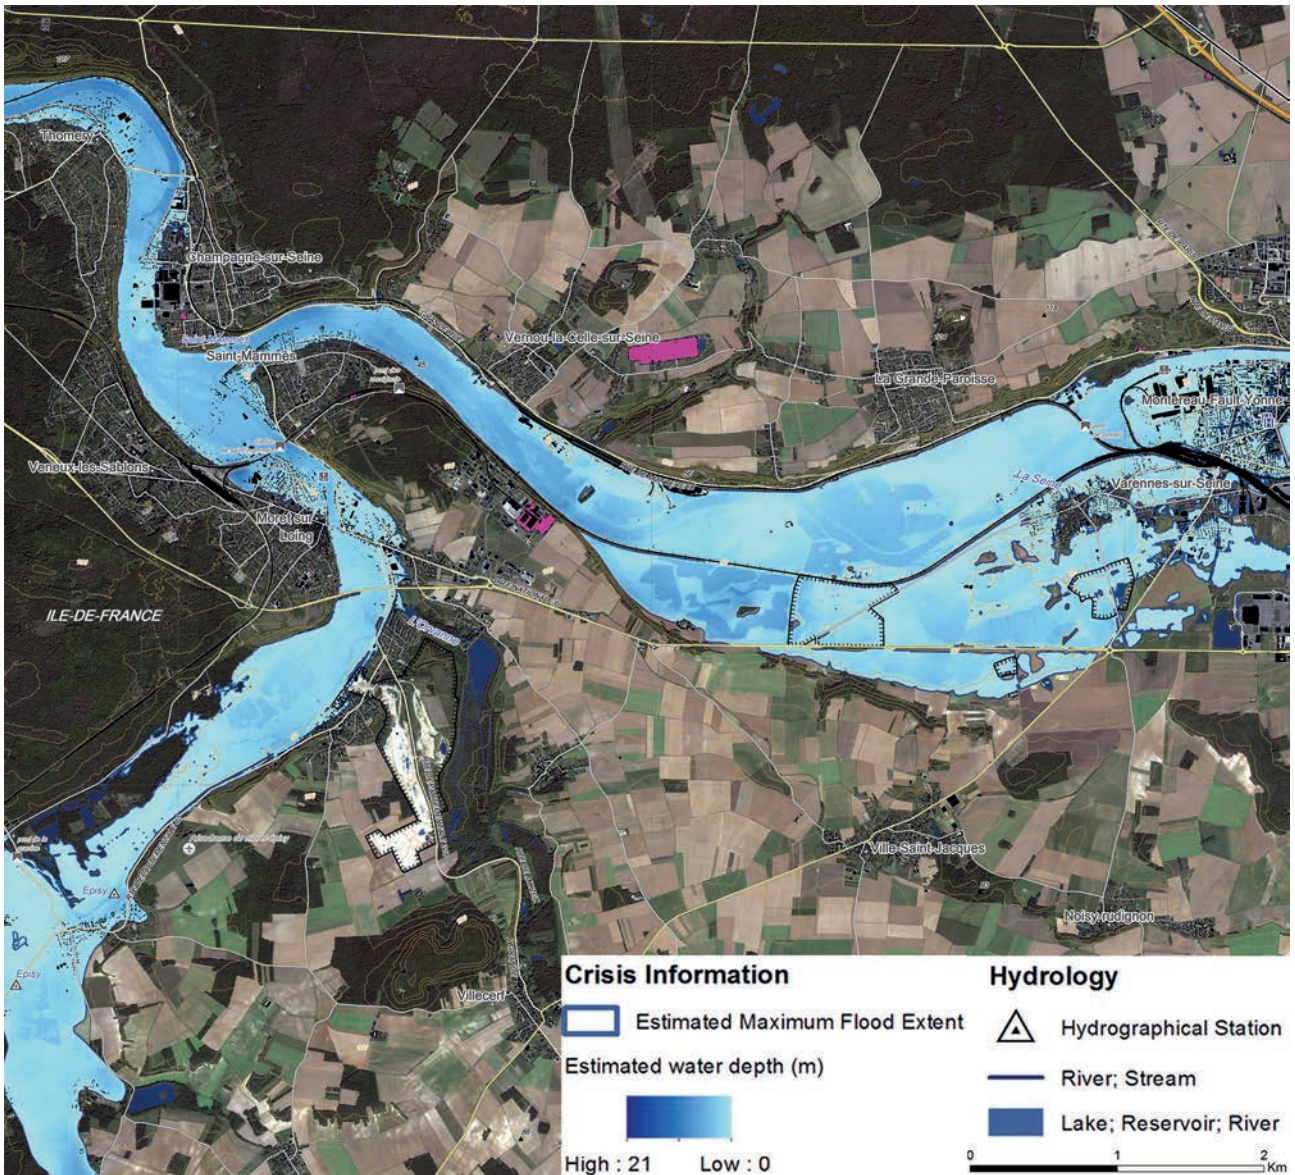 Thomery
Champagne-sur-Seine
Saint-Mammès
Saint-Mammès
Vernou-la-Celle-sur-Seine
La Grande-Paroisse
Montereau-Fault-Yonne
La Seine
Varennes-sur-Seine
Veneux-les-Sablons
Moret sur
Loing
ILE-DE-FRANCE
L'Orvanne
Ville-Saint-Jacques
Episy
Noisy-rudignon
Episy
Villecerf
Crisis Information
Estimated Maximum Flood Extent
Estimated water depth (m)
High : 21 Low : 0
Hydrology
Hydrographical Station
River; Stream
Lake; Reservoir; River
0 1 2
Km